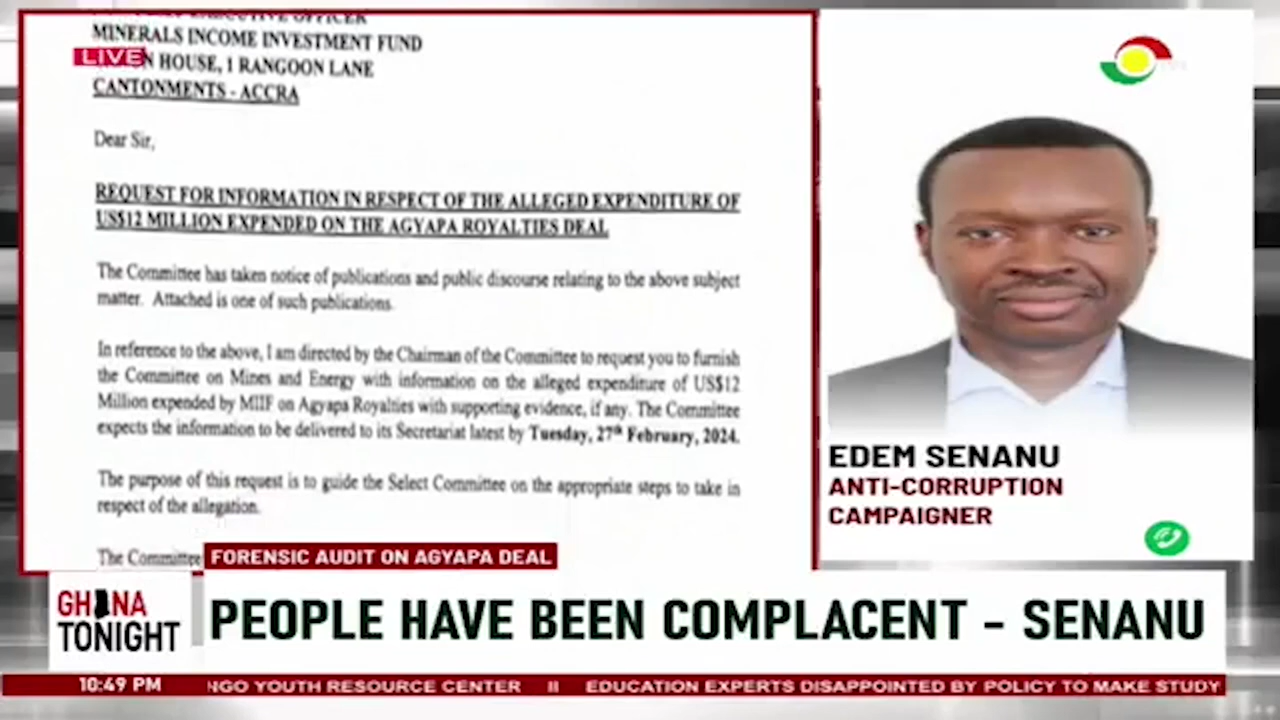 EXECUTIVE OFFICER
MINERALS INCOME INVESTMENT FUND
LIVE
HOUSE, 1 RANGOON LANE
CANTONMENTS - ACCRA
Dear Sir,
REQUEST FOR INFORMATION IN RESPECT OF THE ALLEGED EXPENDITURE OF
US$12 MILLION EXPENDED ON THE AGYAPA ROYALTIES DEAL
The Committee has taken notice of publications and public discourse relating to the above subject
matter. Attached is one of such publications.
In reference to the above, I am directed by the Chairman of the Committee to request you to furnish
the Committee on Mines and Energy with information on the alleged expenditure of US$12
Million expended by MIIF on Agyapa Royalties with supporting evidence, if any. The Committee
expects the information to be delivered to its Secretariat latest by Tuesday, 27th February, 2024.
The purpose of this request is to guide the Select Committee on the appropriate steps to take in
respect of the allegation.
The Committee
EDEM SENANU
ANTI-CORRUPTION
CAMPAIGNER
FORENSIC AUDIT ON AGYAPA DEAL
GHANA
TONIGHT
PEOPLE HAVE BEEN COMPLACENT - SENANU
10:49 PM
NGO YOUTH RESOURCE CENTER II EDUCATION EXPERTS DISAPPOINTED BY POLICY TO MAKE STUDY